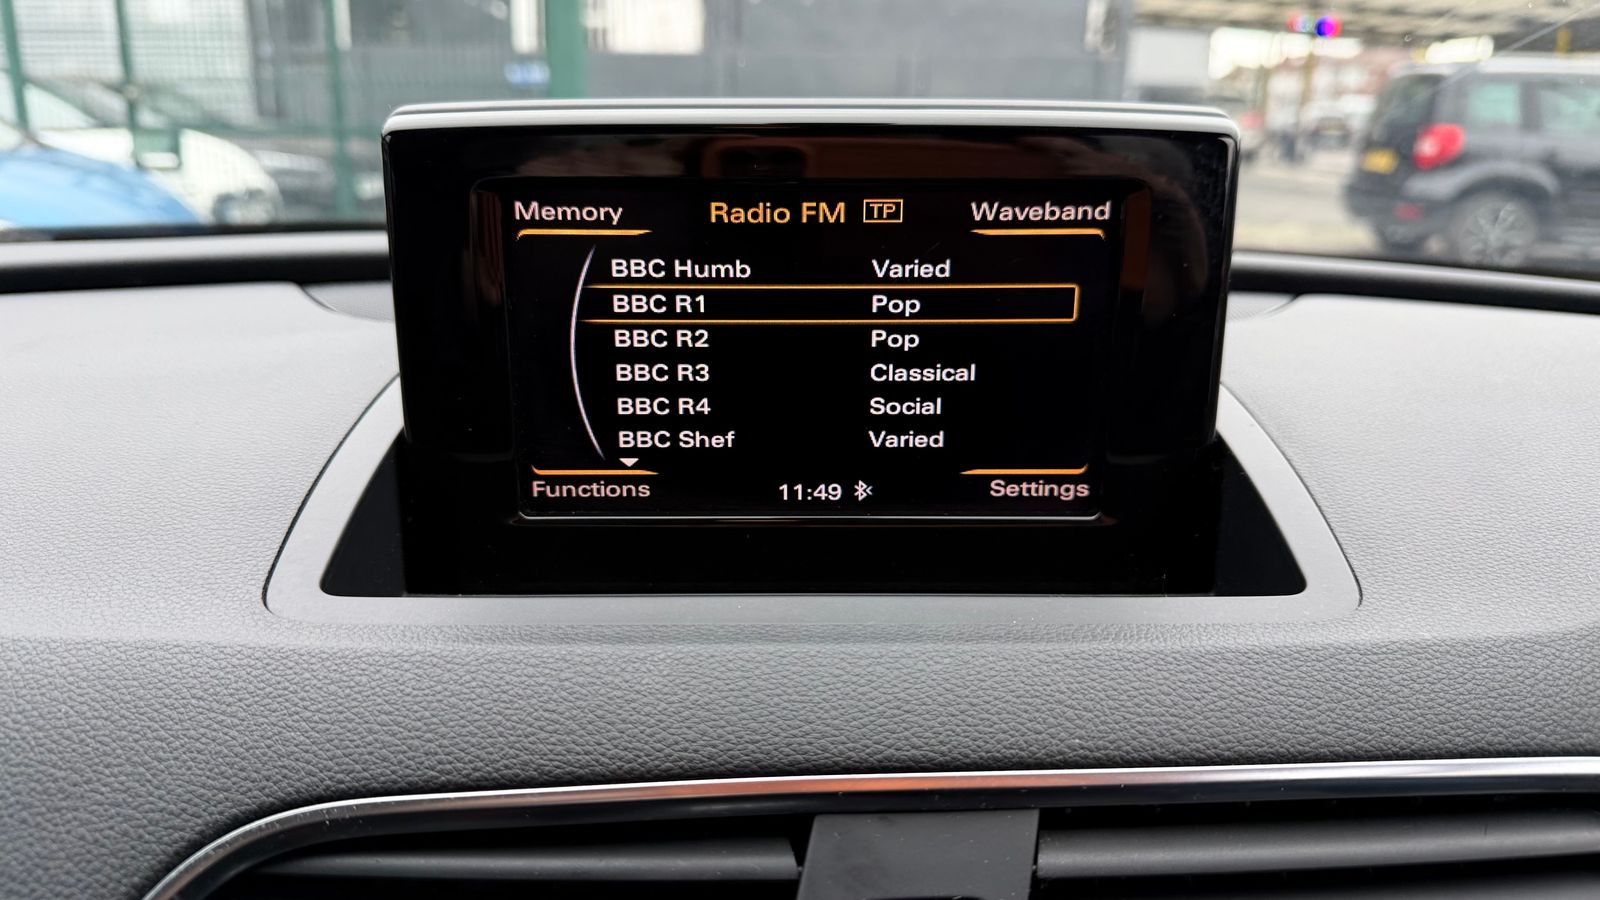 Memory Radio FM TP Waveband
BBC Humb Varied
BBC R1 Pop
BBC R2 Pop
BBC R3 Classical
BBC R4 Social
BBC Shef Varied
Functions 11:49 Settings